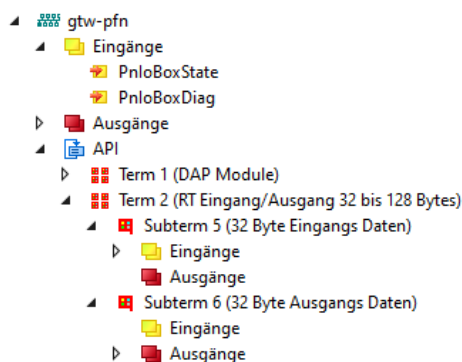 gtw-pfn
Eingänge
PnIoBoxState
PnIoBoxDiag
Ausgänge
API
Term 1 (DAP Module)
Term 2 (RT Eingang/Ausgang 32 bis 128 Bytes)
Subterm 5 (32 Byte Eingangs Daten)
Eingänge
Ausgänge
Subterm 6 (32 Byte Ausgangs Daten)
Eingänge
Ausgänge